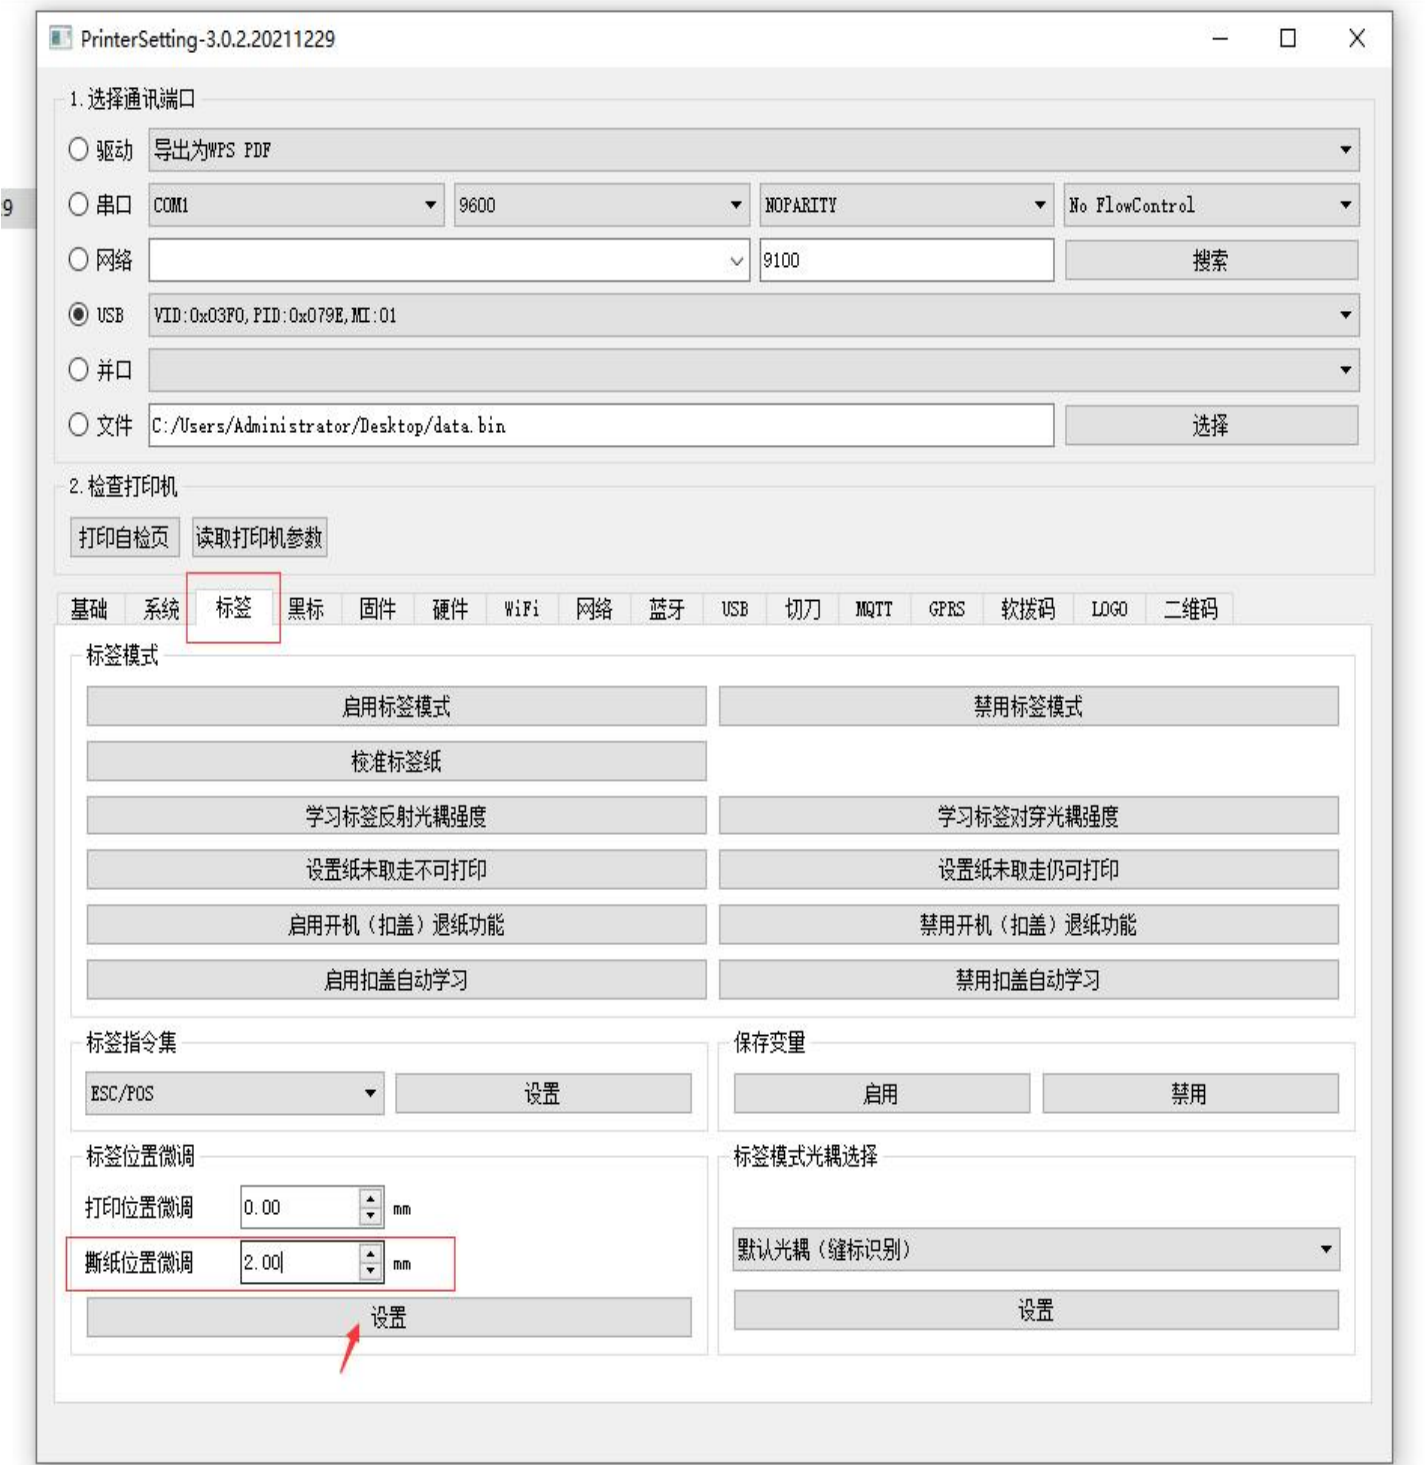 PrinterSetting-3.0.2.20211229
1.选择通讯端口
驱动 导出为WPS PDF
串口 COM1 9600 NOPARITY No FlowControl
9
网络 9100 搜索
USB VID:0x03F0,PID:0x079E,MI:01
并口
文件 C:/Users/Administrator/Desktop/data.bin 选择
2.检查打印机
打印自检页 读取打印机参数
基础 系统 标签 黑标 固件 硬件 WiFi 网络 蓝牙 USB 切刀 MQTT GPRS 软拨码 LOGO 二维码
标签模式
启用标签模式 禁用标签模式
校准标签纸
学习标签反射光耦强度 学习标签对穿光耦强度
设置纸未取走不可打印 设置纸未取走仍可打印
启用开机（扣盖）退纸功能 禁用开机（扣盖）退纸功能
启用扣盖自动学习 禁用扣盖自动学习
标签指令集 保存变量
ESC/POS 设置 启用 禁用
标签位置微调 标签模式光耦选择
打印位置微调 0.00 mm
撕纸位置微调 2.00 mm 默认光耦（缝标识别）
设置 设置